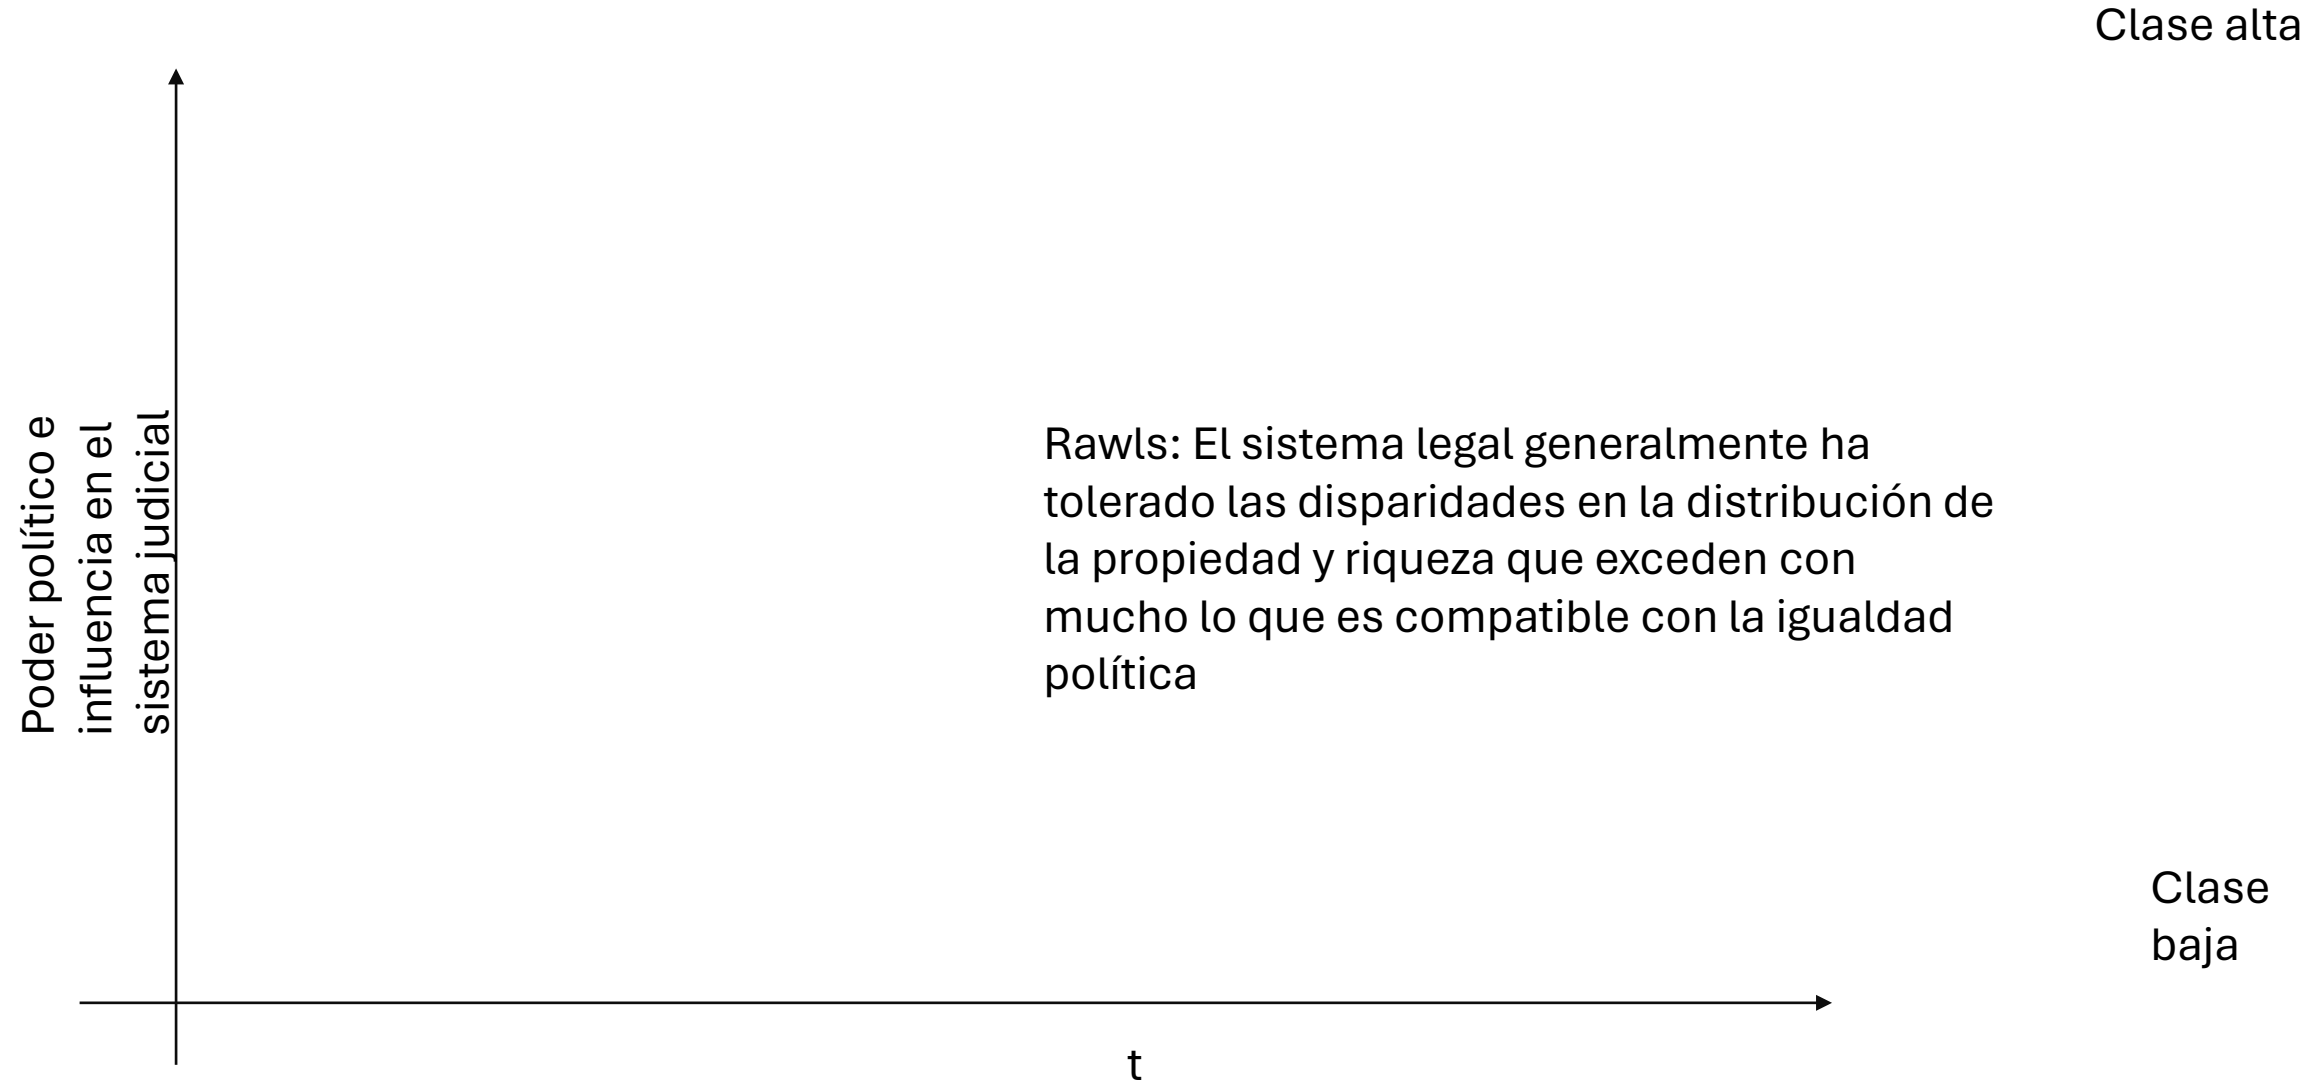 Clase alta
Poder político e
influencia en el
sistema judicial
Rawls: El sistema legal generalmente ha
tolerado las disparidades en la distribución de
la propiedad y riqueza que exceden con
mucho lo que es compatible con la igualdad
política
Clase
baja
t